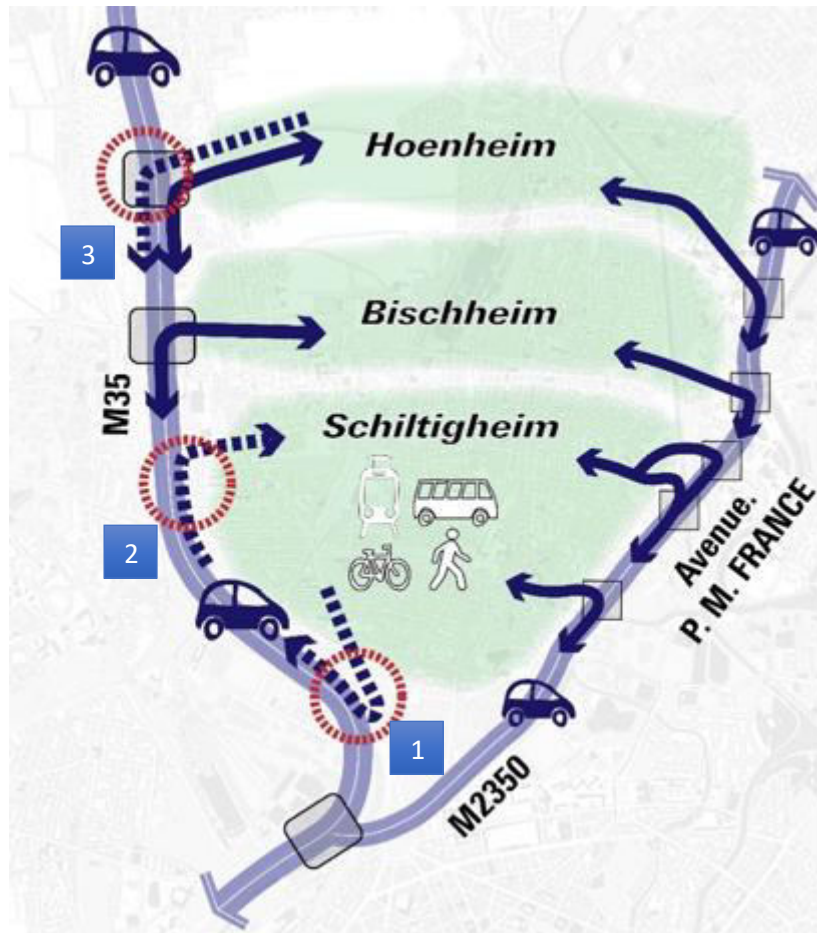 Hoenheim
3
Bischheim
M35
Schiltigheim
2
Avenue.
P. M. FRANCE
1
M2350